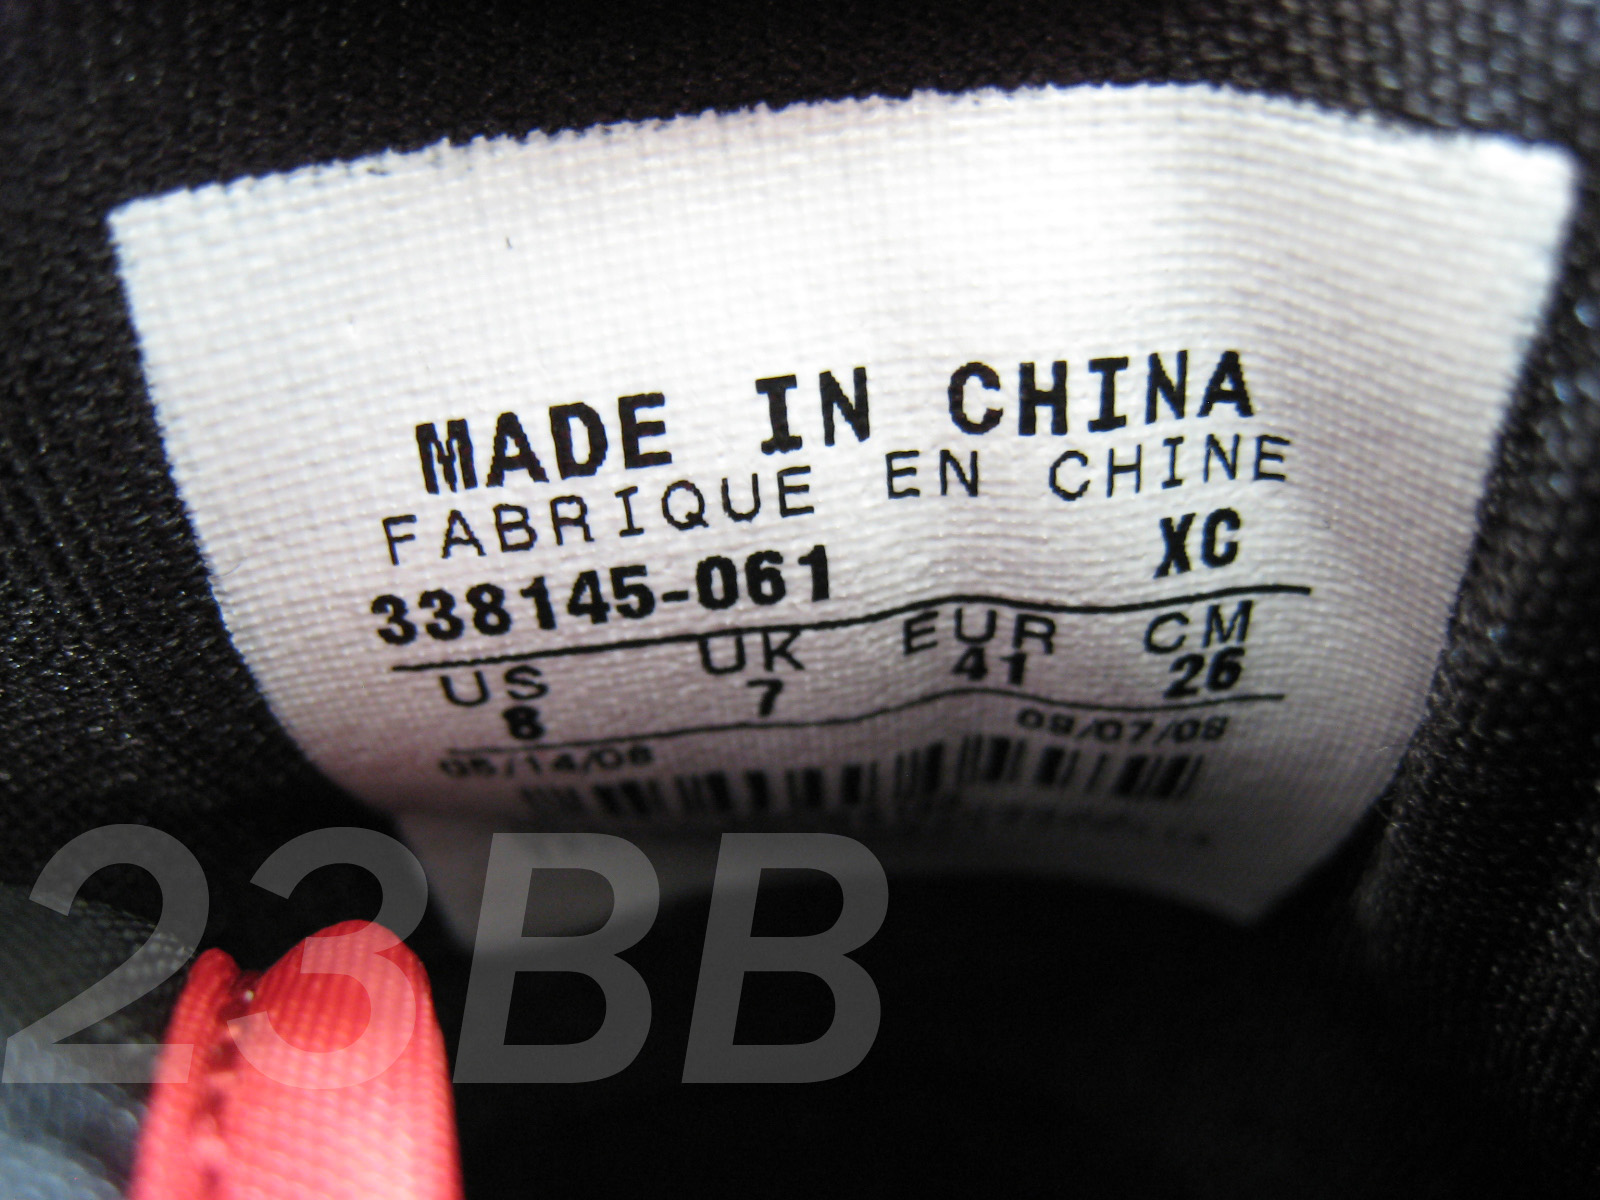 MADE IN CHINA
FABRIQUE EN CHINE
338145-061 XC
US UK EUR CM
8 7 41 26
05/14/08 09/07/08
23BB